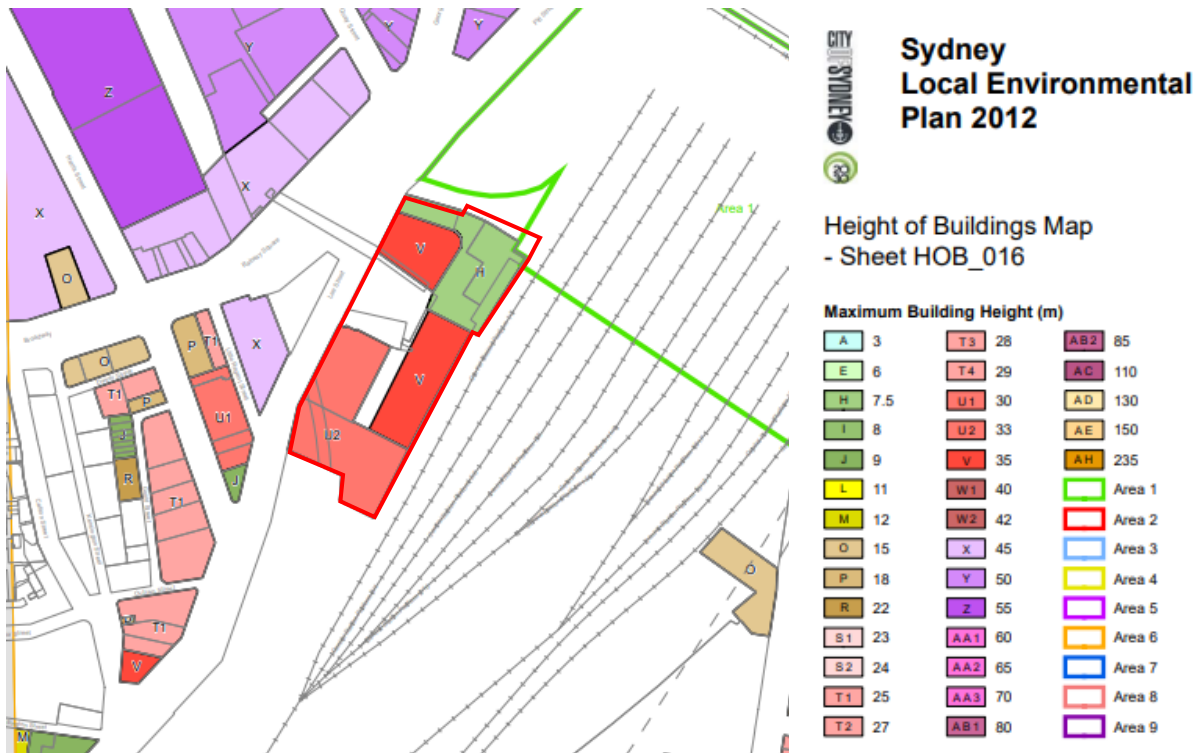 CITY OF SYDNEY
Sydney
Local Environmental
Plan 2012
Height of Buildings Map
- Sheet HOB_016
Maximum Building Height (m)
A 3 T3 28 AB2 85
E 6 T4 29 AC 110
H 7.5 U1 30 AD 130
I 8 U2 33 AE 150
J 9 V 35 AH 235
L 11 W1 40 Area 1
M 12 W2 42 Area 2
O 15 X 45 Area 3
P 18 Y 50 Area 4
R 22 Z 55 Area 5
S1 23 AA1 60 Area 6
S2 24 AA2 65 Area 7
T1 25 AA3 70 Area 8
T2 27 AB1 80 Area 9
Y
Y
Y
Z
X
X
Area 1
V
H
O
Railway Square
Lee Street
Broadway
P
T1
X
O
T1
P
V
U1
U2
J
R
J
T1
O
T1
V
M